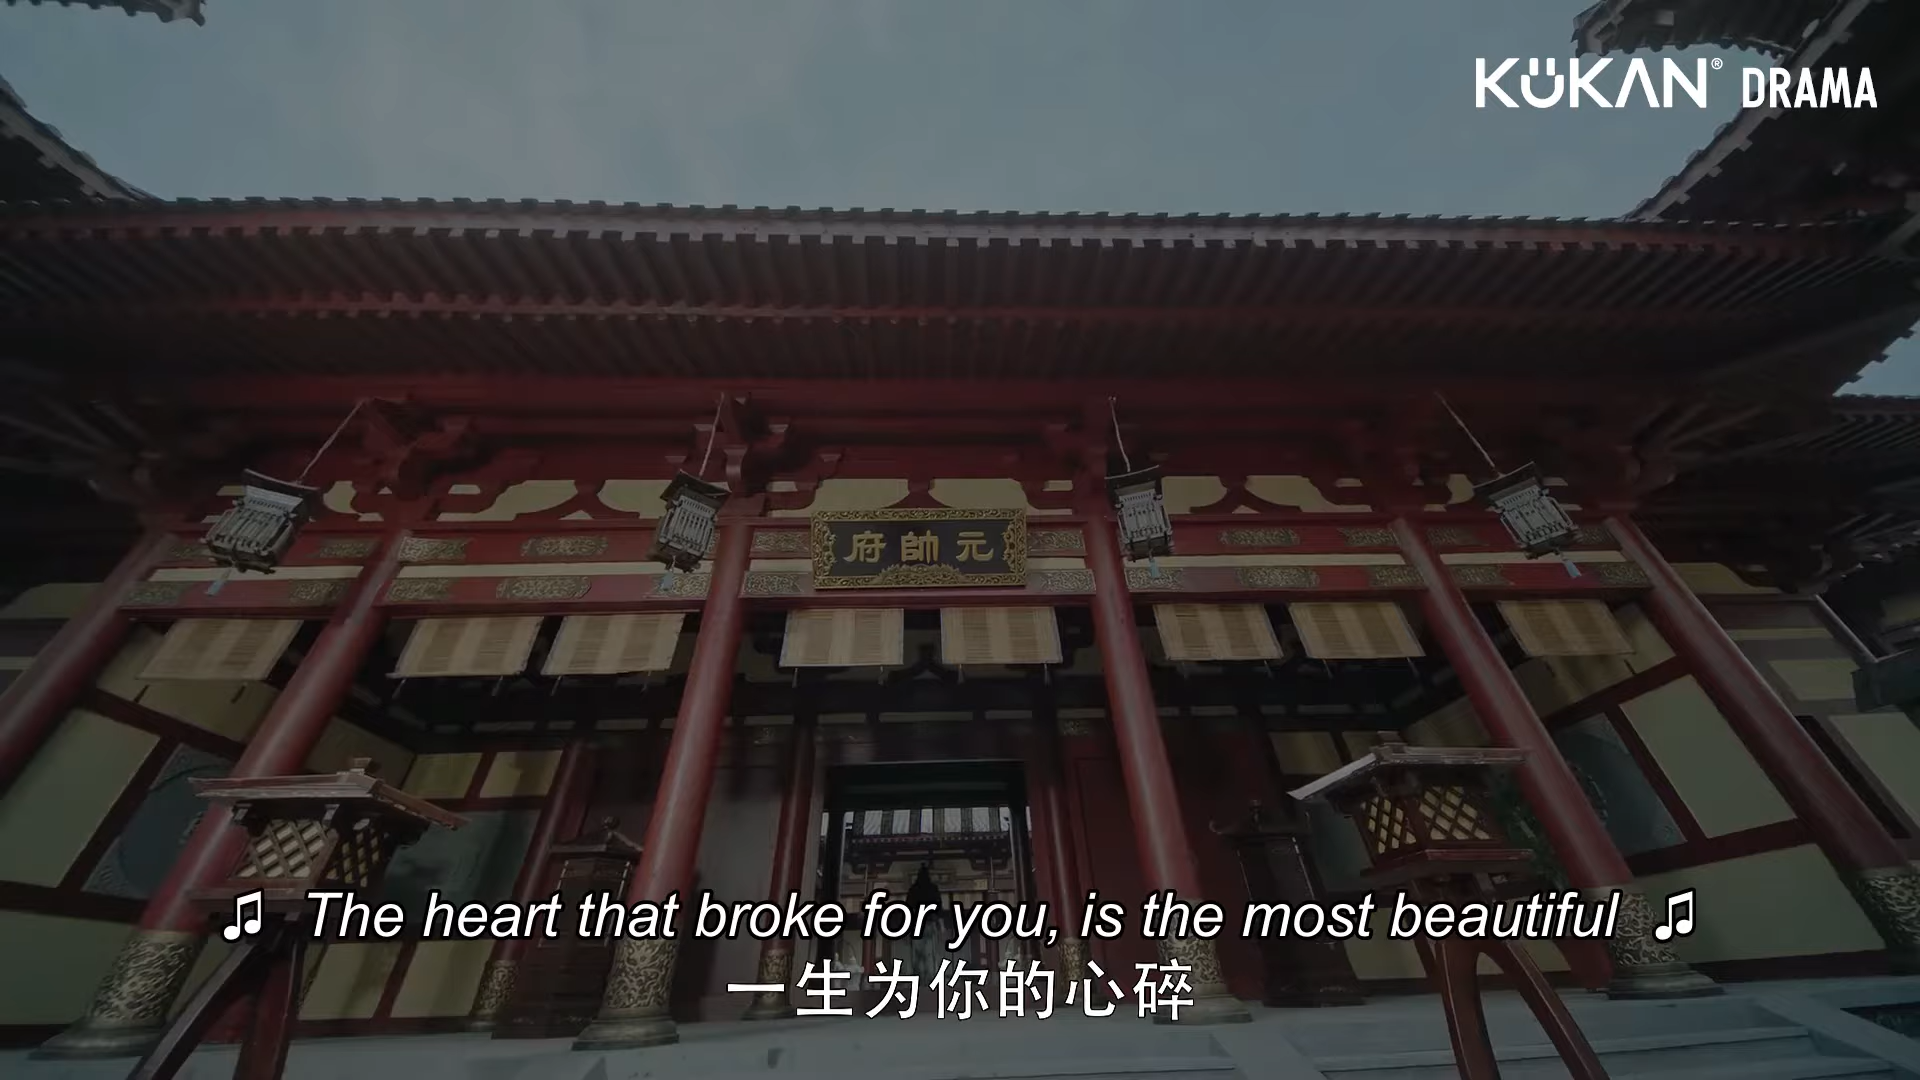 KÜKAN® DRAMA
府帥元
♫ The heart that broke for you, is the most beautiful ♫
一生为你的心碎